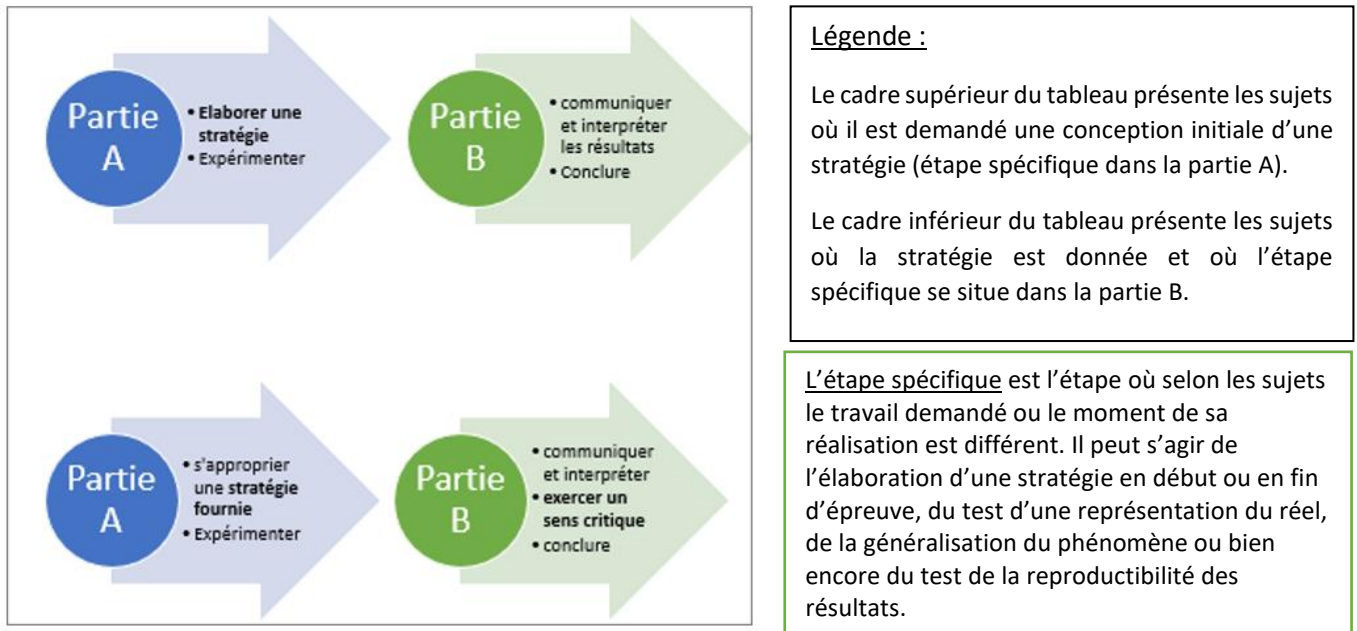 Partie
A
• Elaborer une
stratégie
• Expérimenter
Partie
B
• communiquer
et interpréter
les résultats
• Conclure
Partie
A
• s'approprier
une stratégie
fournie
• Expérimenter
Partie
B
• communiquer
et interpréter
• exercer un
sens critique
• conclure
Légende :
Le cadre supérieur du tableau présente les sujets
où il est demandé une conception initiale d’une
stratégie (étape spécifique dans la partie A).
Le cadre inférieur du tableau présente les sujets
où la stratégie est donnée et où l’étape
spécifique se situe dans la partie B.
L’étape spécifique est l’étape où selon les sujets
le travail demandé ou le moment de sa
réalisation est différent. Il peut s’agir de
l’élaboration d’une stratégie en début ou en fin
d’épreuve, du test d’une représentation du réel,
de la généralisation du phénomène ou bien
encore du test de la reproductibilité des
résultats.